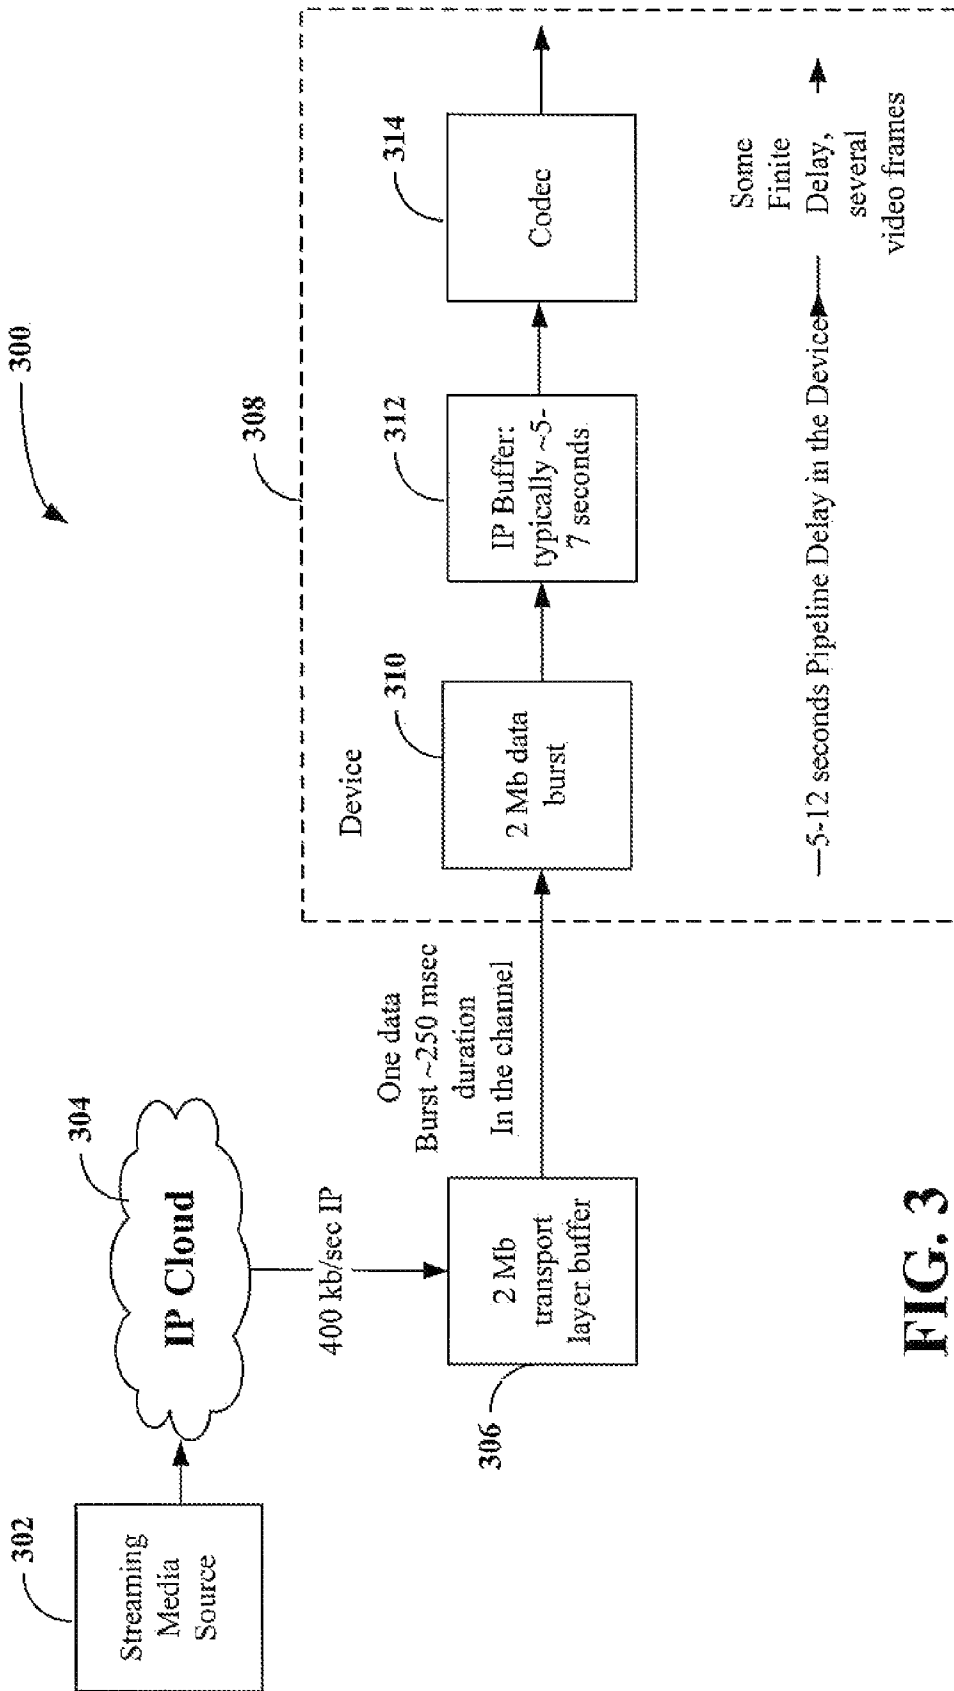 300
302
Streaming
Media
Source
304
IP Cloud
400 kb/sec IP
306
2 Mb
transport
layer buffer
One data
Burst ~250 msec
duration
In the channel
308
Device
310
2 Mb data
burst
312
IP Buffer:
typically ~5-
7 seconds
314
Codec
5-12 seconds Pipeline Delay in the Device
Some
Finite
Delay,
several
video frames
FIG. 3